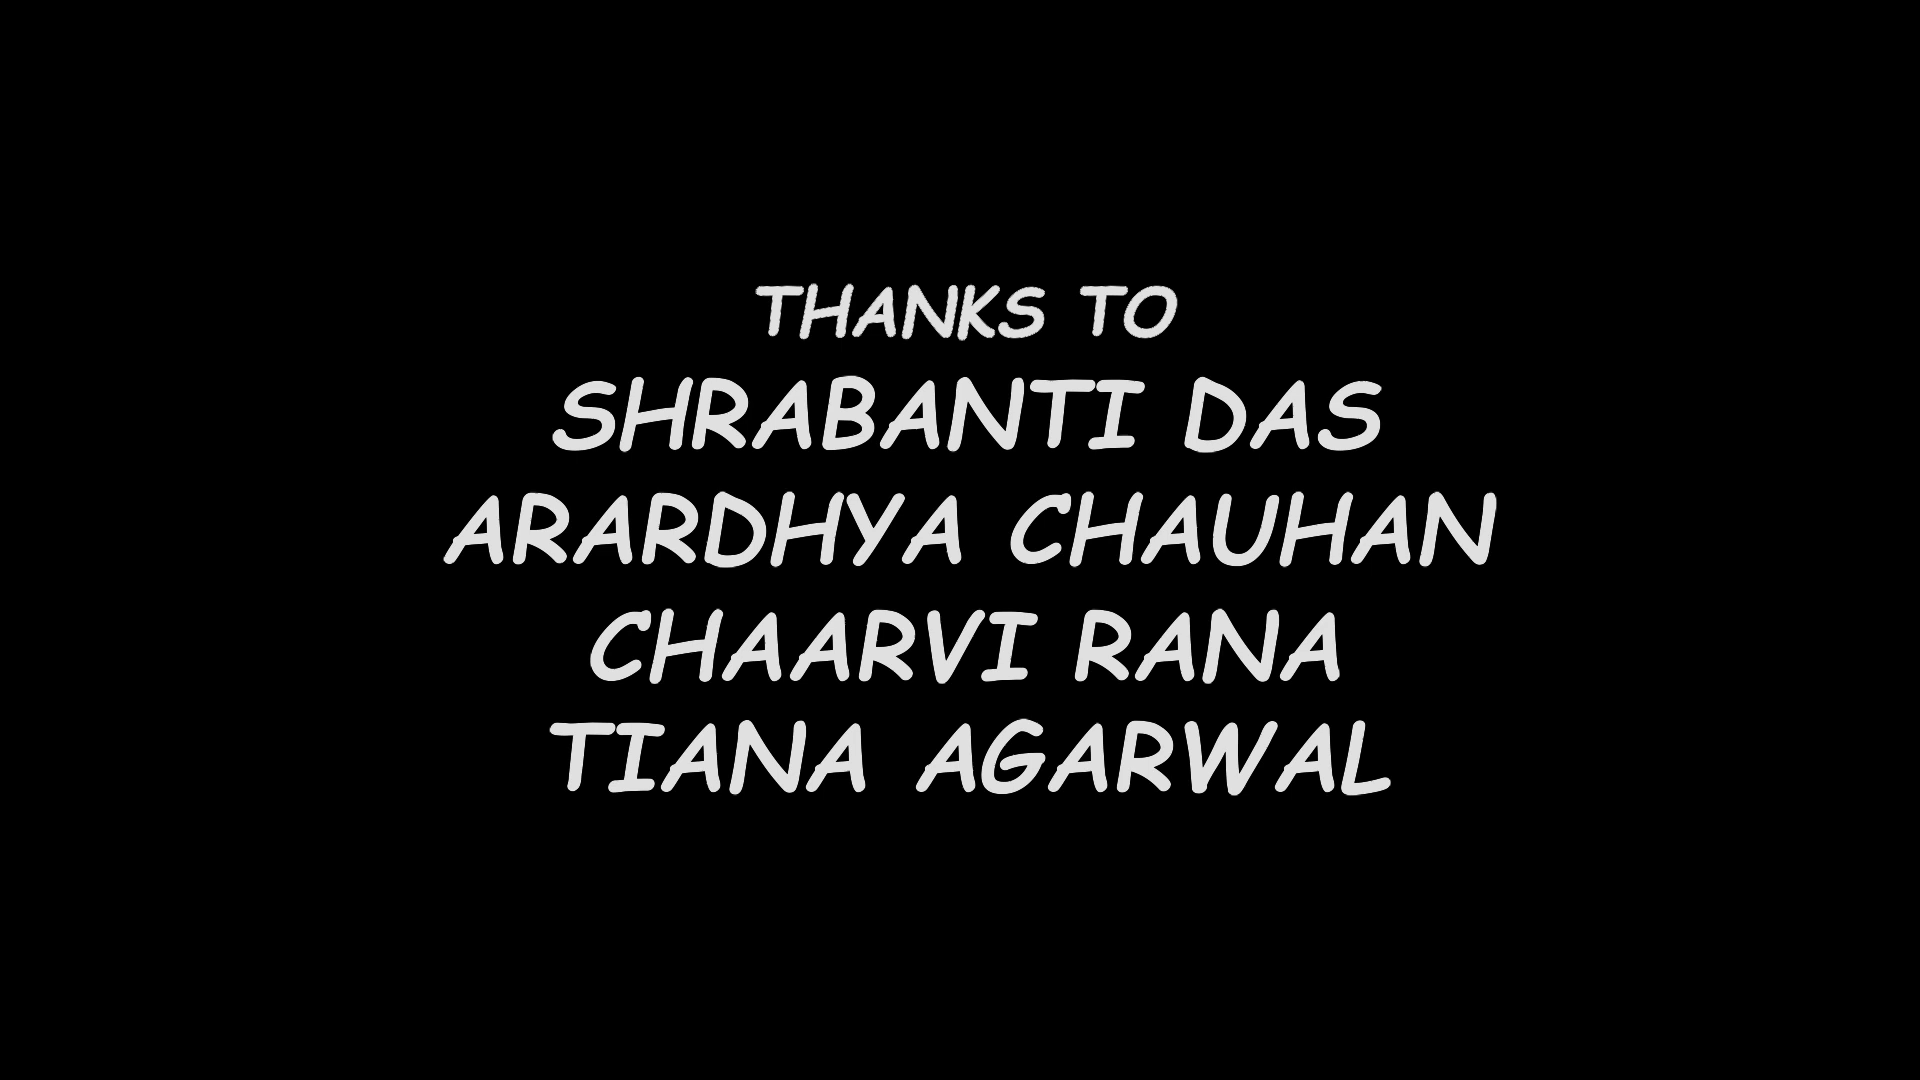 THANKS TO
SHRABANTI DAS
ARARDHYA CHAUHAN
CHAARVI RANA
TIANA AGARWAL